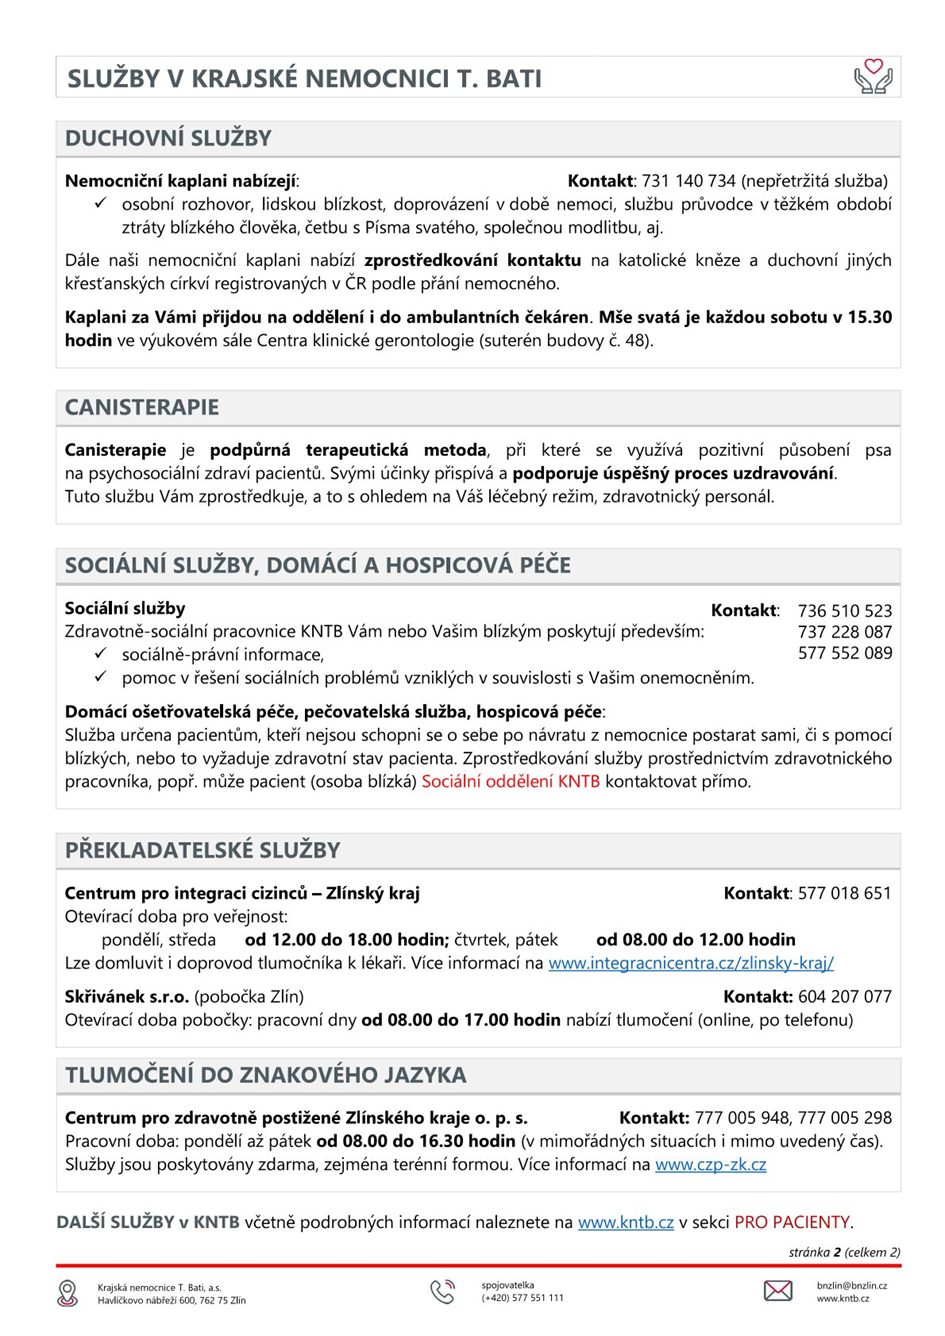 SLUŽBY V KRAJSKÉ NEMOCNICI T. BATI
DUCHOVNÍ SLUŽBY
Nemocniční kaplani nabízejí: Kontakt: 731 140 734 (nepřetržitá služba)
✓ osobní rozhovor, lidskou blízkost, doprovázení v době nemoci, službu průvodce v těžkém období
ztráty blízkého člověka, četbu s Písma svatého, společnou modlitbu, aj.
Dále naši nemocniční kaplani nabízí zprostředkování kontaktu na katolické kněze a duchovní jiných
křesťanských církví registrovaných v ČR podle přání nemocného.
Kaplani za Vámi přijdou na oddělení i do ambulantních čekáren. Mše svatá je každou sobotu v 15.30
hodin ve výukovém sále Centra klinické gerontologie (suterén budovy č. 48).
CANISTERAPIE
Canisterapie je podpůrná terapeutická metoda, při které se využívá pozitivní působení psa
na psychosociální zdraví pacientů. Svými účinky přispívá a podporuje úspěšný proces uzdravování.
Tuto službu Vám zprostředkuje, a to s ohledem na Váš léčebný režim, zdravotnický personál.
SOCIÁLNÍ SLUŽBY, DOMÁCÍ A HOSPICOVÁ PÉČE
Sociální služby Kontakt: 736 510 523
Zdravotně-sociální pracovnice KNTB Vám nebo Vašim blízkým poskytují především: 737 228 087
✓ sociálně-právní informace, 577 552 089
✓ pomoc v řešení sociálních problémů vzniklých v souvislosti s Vašim onemocněním.
Domácí ošetřovatelská péče, pečovatelská služba, hospicová péče:
Služba určena pacientům, kteří nejsou schopni se o sebe po návratu z nemocnice postarat sami, či s pomocí
blízkých, nebo to vyžaduje zdravotní stav pacienta. Zprostředkování služby prostřednictvím zdravotnického
pracovníka, popř. může pacient (osoba blízká) Sociální oddělení KNTB kontaktovat přímo.
PŘEKLADATELSKÉ SLUŽBY
Centrum pro integraci cizinců – Zlínský kraj Kontakt: 577 018 651
Otevírací doba pro veřejnost:
pondělí, středa od 12.00 do 18.00 hodin; čtvrtek, pátek od 08.00 do 12.00 hodin
Lze domluvit i doprovod tlumočníka k lékaři. Více informací na www.integracnicentra.cz/zlinsky-kraj/
Skřivánek s.r.o. (pobočka Zlín) Kontakt: 604 207 077
Otevírací doba pobočky: pracovní dny od 08.00 do 17.00 hodin nabízí tlumočení (online, po telefonu)
TLUMOČENÍ DO ZNAKOVÉHO JAZYKA
Centrum pro zdravotně postižené Zlínského kraje o. p. s. Kontakt: 777 005 948, 777 005 298
Pracovní doba: pondělí až pátek od 08.00 do 16.30 hodin (v mimořádných situacích i mimo uvedený čas).
Služby jsou poskytovány zdarma, zejména terénní formou. Více informací na www.czp-zk.cz
DALŠÍ SLUŽBY v KNTB včetně podrobných informací naleznete na www.kntb.cz v sekci PRO PACIENTY.
stránka 2 (celkem 2)
Krajská nemocnice T. Bati, a.s.
Havlíčkovo nábřeží 600, 762 75 Zlín
spojovatelka
(+420) 577 551 111
bnzlin@bnzlin.cz
www.kntb.cz